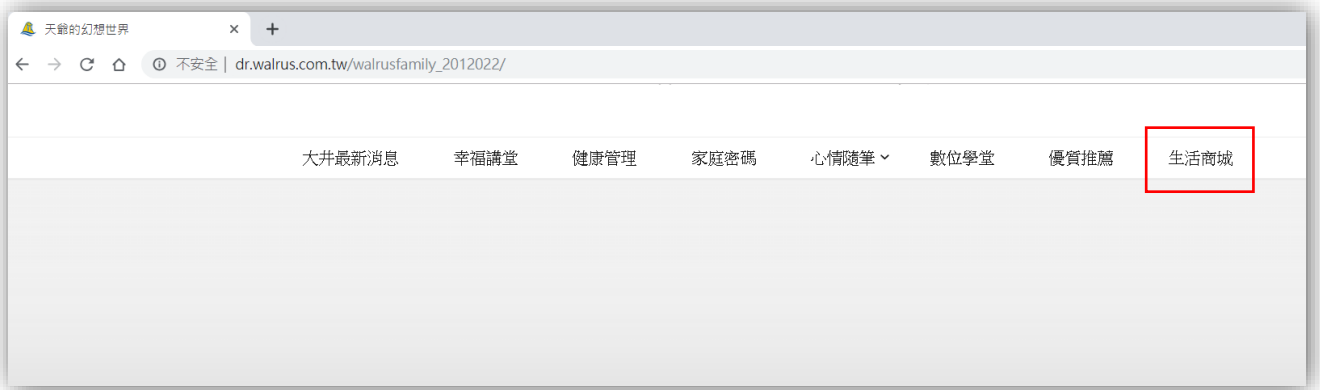 天爺的幻想世界
不安全 | dr.walrus.com.tw/walrusfamily_2012022/
大井最新消息 幸福講堂 健康管理 家庭密碼 心情隨筆 數位學堂 優質推薦 生活商城